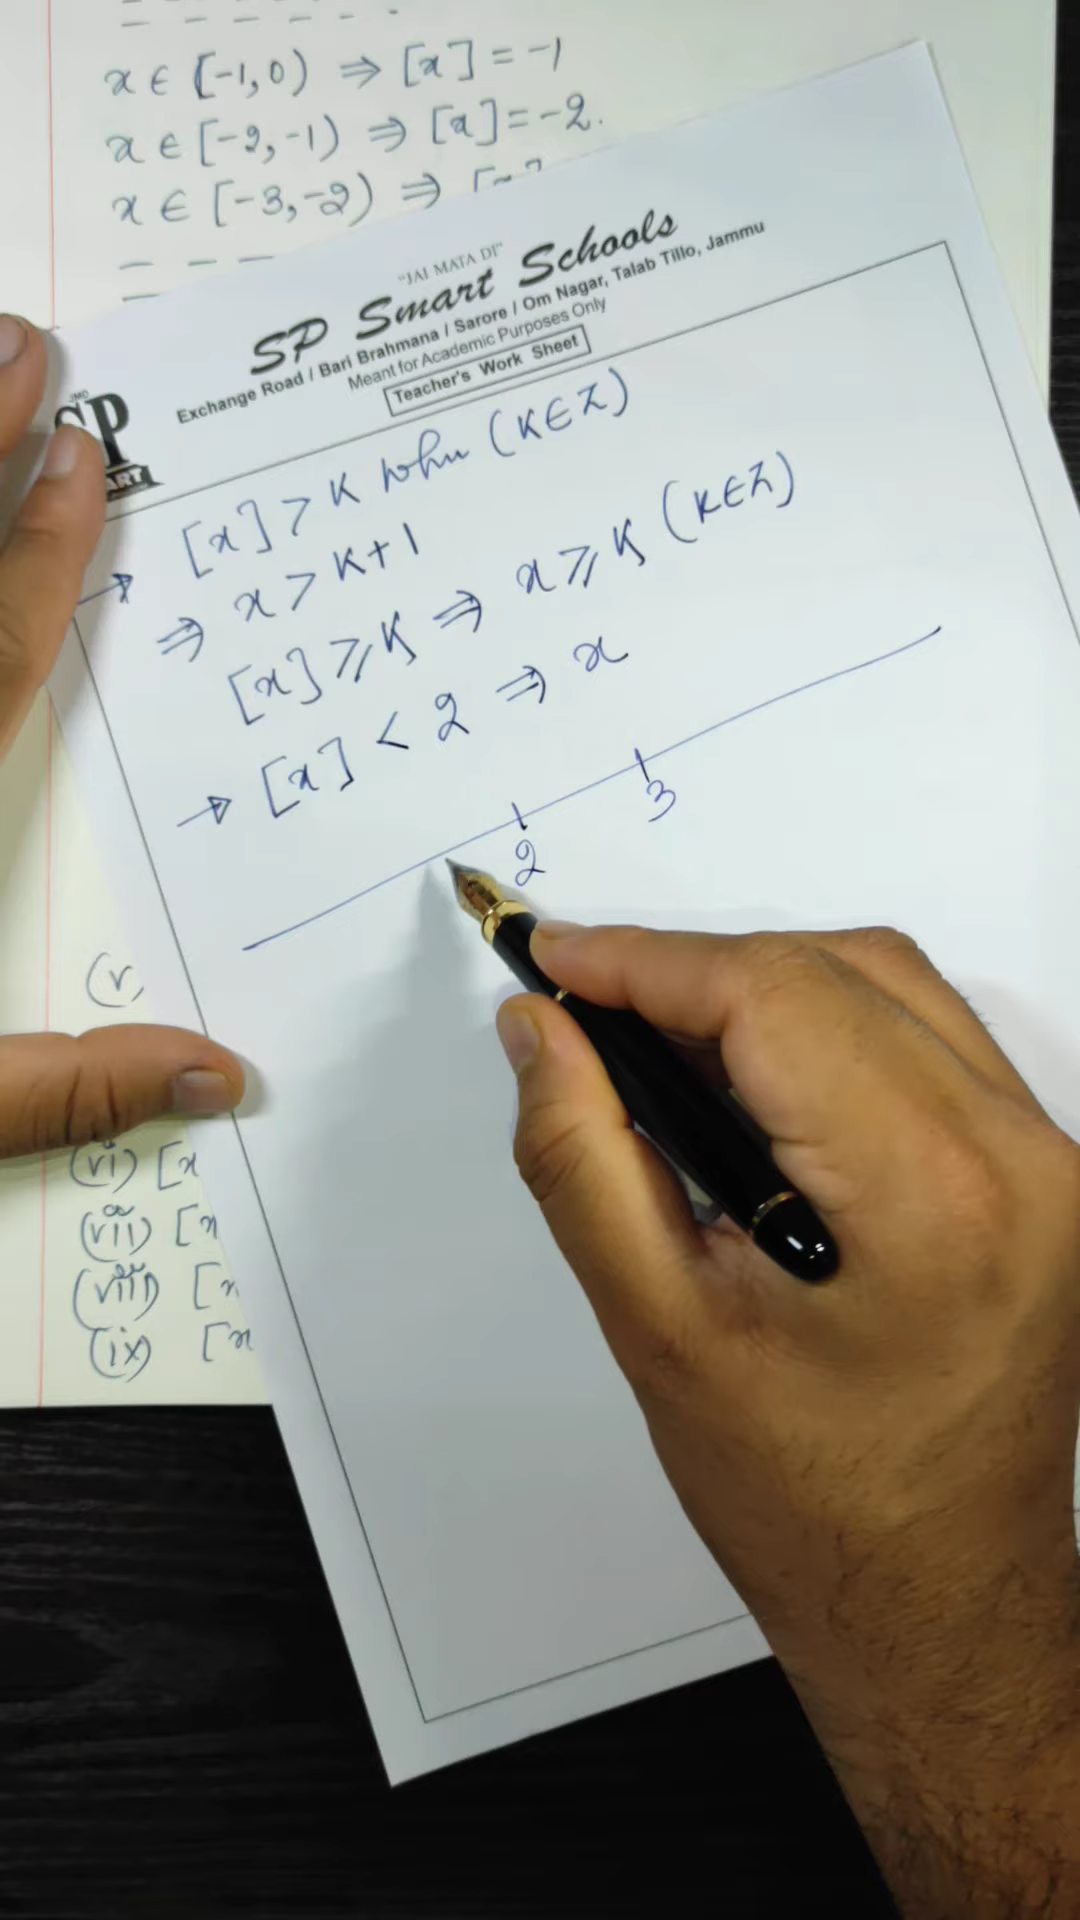 x ∈ [-1,0) ⇒ [x] = -1
x ∈ [-2,-1) ⇒ [x] = -2.
x ∈ [-3,-2) ⇒
"JAI MATA DI"
SP Smart Schools
Exchange Road / Bari Brahmana / Sarore / Om Nagar, Talab Tillo, Jammu
Meant for Academic Purposes Only
Teacher's Work Sheet
JMD
SP
ART
[x] > K when (K∈Z)
⇒ x > K+1
[x] ⩾ K ⇒ x ⩾ K (K∈Z)
→ [x] < 2 ⇒ x
2 3
(v)
(vi) [x
(vii) [x
(viii) [x
(ix) [x